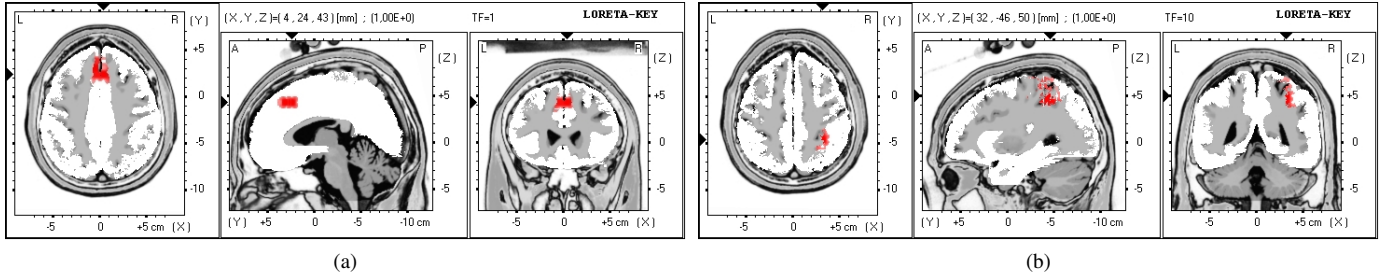 L R (Y) (X,Y,Z)=(4,24,43)[mm] ; (1,00E+0) TF=1 LORETA-KEY
+5 0 -5 -10
-5 0 +5 cm (X)
A P (Z)
+5 0 -5
(Y) +5 0 -5 -10 cm
L R (Z)
+5 0 -5
-5 0 +5 cm (X)
(a)
L R (Y) (X,Y,Z)=(32,-46,50)[mm] ; (1,00E+0) TF=10 LORETA-KEY
+5 0 -5 -10
-5 0 +5 cm (X)
A P (Z)
+5 0 -5
(Y) +5 0 -5 -10 cm
L R (Z)
+5 0 -5
-5 0 +5 cm (X)
(b)